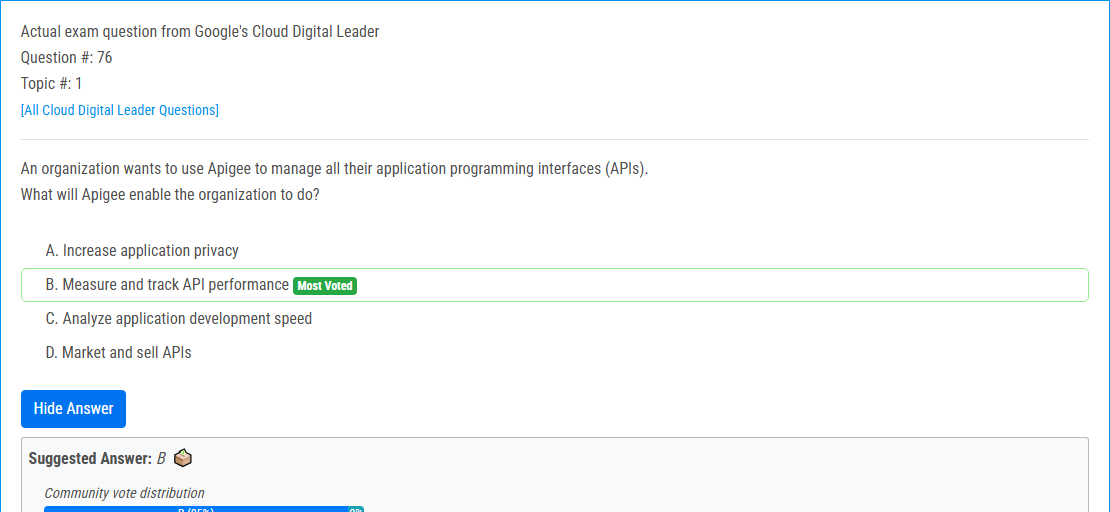 Actual exam question from Google's Cloud Digital Leader
Question #: 76
Topic #: 1
[All Cloud Digital Leader Questions]
An organization wants to use Apigee to manage all their application programming interfaces (APIs).
What will Apigee enable the organization to do?
A. Increase application privacy
B. Measure and track API performance Most Voted
C. Analyze application development speed
D. Market and sell APIs
Hide Answer
Suggested Answer: B
Community vote distribution